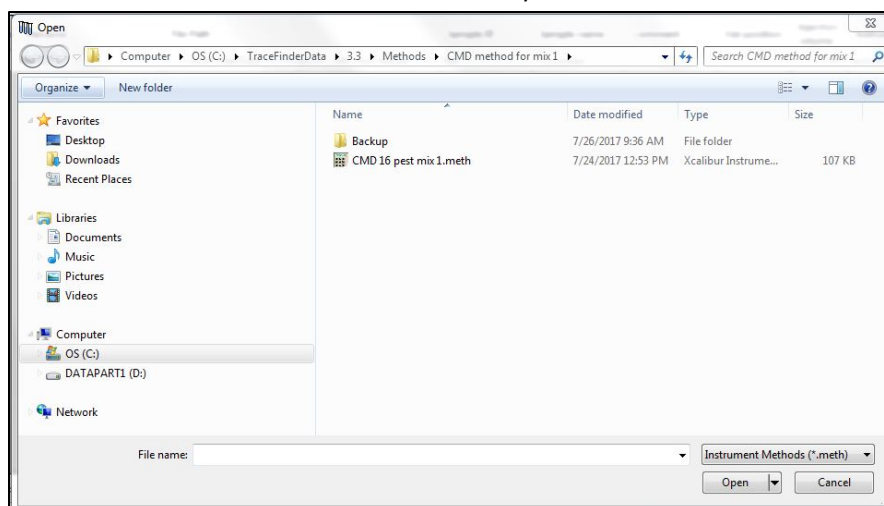 Open
Computer OS (C:) TraceFinderData 3.3 Methods CMD method for mix 1 Search CMD method for mix 1
Organize New folder
Name Date modified Type Size
Favorites
Desktop
Downloads
Recent Places
Libraries
Documents
Music
Pictures
Videos
Computer
OS (C:)
DATAPART1 (D:)
Network
Backup 7/26/2017 9:36 AM File folder
CMD 16 pest mix 1.meth 7/24/2017 12:53 PM Xcalibur Instrume... 107 KB
File name: Instrument Methods (*.meth)
Open Cancel